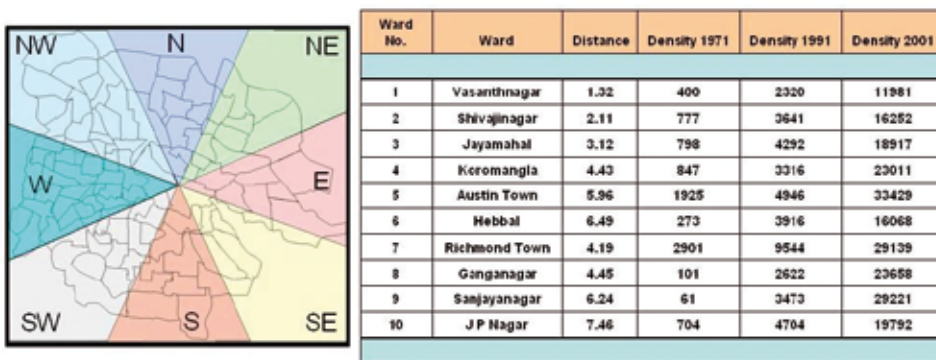 NW N NE
W E
SW S SE
Ward No. Ward Distance Density 1971 Density 1991 Density 2001
1 Vasanthnagar 1.32 400 2320 11981
2 Shivajinagar 2.11 777 3641 16252
3 Jayamahal 3.12 798 4292 18917
4 Koromangla 4.43 847 3316 23011
5 Austin Town 5.96 1925 4946 33429
6 Hebbal 6.49 273 3916 16068
7 Richmond Town 4.19 2901 9544 29139
8 Ganganagar 4.45 101 2622 23658
9 Sanjayanagar 6.24 61 3473 29221
10 J P Nagar 7.46 704 4704 19792